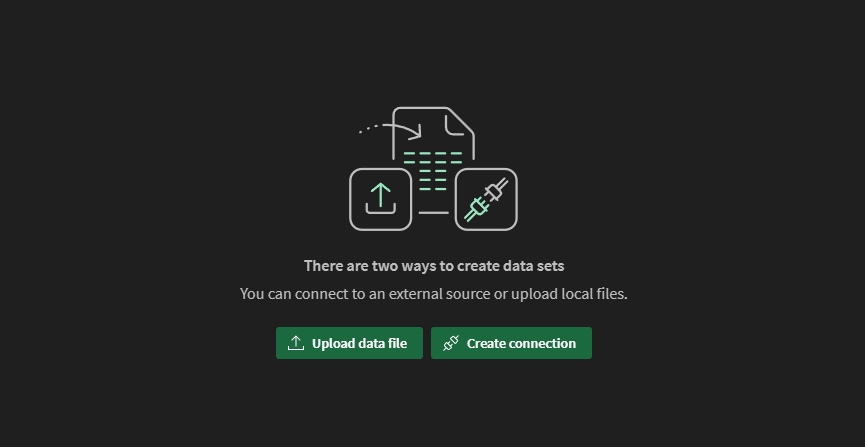 There are two ways to create data sets
You can connect to an external source or upload local files.
Upload data file
Create connection